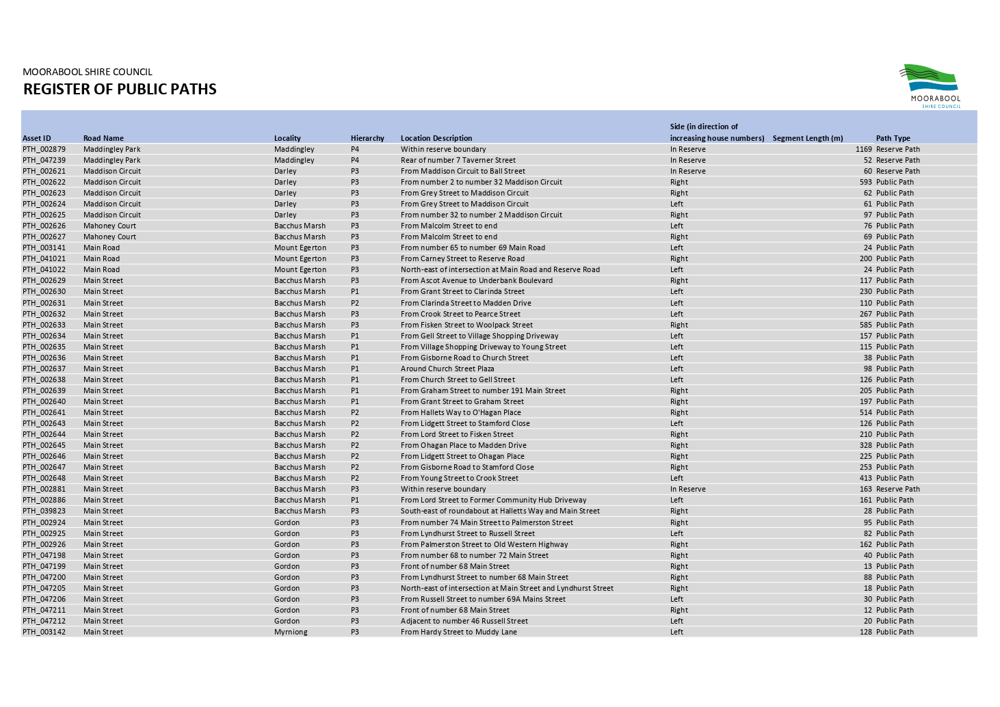 MOORABOOL SHIRE COUNCIL
REGISTER OF PUBLIC PATHS
MOORABOOL
SHIRE COUNCIL
Asset ID Road Name Locality Hierarchy Location Description Side (in direction of increasing house numbers) Segment Length (m) Path Type
PTH_002879 Maddingley Park Maddingley P4 Within reserve boundary In Reserve 1169 Reserve Path
PTH_047239 Maddingley Park Maddingley P4 Rear of number 7 Taverner Street In Reserve 52 Reserve Path
PTH_002621 Maddison Circuit Darley P3 From Maddison Circuit to Ball Street In Reserve 60 Reserve Path
PTH_002622 Maddison Circuit Darley P3 From number 2 to number 32 Maddison Circuit Right 593 Public Path
PTH_002623 Maddison Circuit Darley P3 From Grey Street to Maddison Circuit Right 62 Public Path
PTH_002624 Maddison Circuit Darley P3 From Grey Street to Maddison Circuit Left 61 Public Path
PTH_002625 Maddison Circuit Darley P3 From number 32 to number 2 Maddison Circuit Right 97 Public Path
PTH_002626 Mahoney Court Bacchus Marsh P3 From Malcolm Street to end Left 76 Public Path
PTH_002627 Mahoney Court Bacchus Marsh P3 From Malcolm Street to end Right 69 Public Path
PTH_003141 Main Road Mount Egerton P3 From number 65 to number 69 Main Road Left 24 Public Path
PTH_041021 Main Road Mount Egerton P3 From Carney Street to Reserve Road Right 200 Public Path
PTH_041022 Main Road Mount Egerton P3 North-east of intersection at Main Road and Reserve Road Left 24 Public Path
PTH_002629 Main Street Bacchus Marsh P3 From Ascot Avenue to Underbank Boulevard Right 117 Public Path
PTH_002630 Main Street Bacchus Marsh P1 From Grant Street to Clarinda Street Left 230 Public Path
PTH_002631 Main Street Bacchus Marsh P2 From Clarinda Street to Madden Drive Left 110 Public Path
PTH_002632 Main Street Bacchus Marsh P3 From Crook Street to Pearce Street Left 267 Public Path
PTH_002633 Main Street Bacchus Marsh P3 From Fisken Street to Woolpack Street Right 585 Public Path
PTH_002634 Main Street Bacchus Marsh P1 From Gell Street to Village Shopping Driveway Left 157 Public Path
PTH_002635 Main Street Bacchus Marsh P1 From Village Shopping Driveway to Young Street Left 115 Public Path
PTH_002636 Main Street Bacchus Marsh P1 From Gisborne Road to Church Street Left 38 Public Path
PTH_002637 Main Street Bacchus Marsh P1 Around Church Street Plaza Left 98 Public Path
PTH_002638 Main Street Bacchus Marsh P1 From Church Street to Gell Street Left 126 Public Path
PTH_002639 Main Street Bacchus Marsh P1 From Graham Street to number 191 Main Street Right 205 Public Path
PTH_002640 Main Street Bacchus Marsh P1 From Grant Street to Graham Street Right 197 Public Path
PTH_002641 Main Street Bacchus Marsh P2 From Hallets Way to O'Hagan Place Right 514 Public Path
PTH_002643 Main Street Bacchus Marsh P2 From Lidgett Street to Stamford Close Left 126 Public Path
PTH_002644 Main Street Bacchus Marsh P2 From Lord Street to Fisken Street Right 210 Public Path
PTH_002645 Main Street Bacchus Marsh P2 From Ohagan Place to Madden Drive Right 328 Public Path
PTH_002646 Main Street Bacchus Marsh P2 From Lidgett Street to Ohagan Place Right 225 Public Path
PTH_002647 Main Street Bacchus Marsh P2 From Gisborne Road to Stamford Close Right 253 Public Path
PTH_002648 Main Street Bacchus Marsh P2 From Young Street to Crook Street Left 413 Public Path
PTH_002881 Main Street Bacchus Marsh P3 Within reserve boundary In Reserve 163 Reserve Path
PTH_002886 Main Street Bacchus Marsh P1 From Lord Street to Former Community Hub Driveway Left 161 Public Path
PTH_039823 Main Street Bacchus Marsh P3 South-east of roundabout at Halletts Way and Main Street Right 28 Public Path
PTH_002924 Main Street Gordon P3 From number 74 Main Street to Palmerston Street Right 95 Public Path
PTH_002925 Main Street Gordon P3 From Lyndhurst Street to Russell Street Left 82 Public Path
PTH_002926 Main Street Gordon P3 From Palmerston Street to Old Western Highway Right 162 Public Path
PTH_047198 Main Street Gordon P3 From number 68 to number 72 Main Street Right 40 Public Path
PTH_047199 Main Street Gordon P3 Front of number 68 Main Street Right 13 Public Path
PTH_047200 Main Street Gordon P3 From Lyndhurst Street to number 68 Main Street Right 88 Public Path
PTH_047205 Main Street Gordon P3 North-east of intersection at Main Street and Lyndhurst Street Right 18 Public Path
PTH_047206 Main Street Gordon P3 From Russell Street to number 69A Mains Street Left 30 Public Path
PTH_047211 Main Street Gordon P3 Front of number 68 Main Street Right 12 Public Path
PTH_047212 Main Street Gordon P3 Adjacent to number 46 Russell Street Left 20 Public Path
PTH_003142 Main Street Myrniong P3 From Hardy Street to Muddy Lane Left 128 Public Path